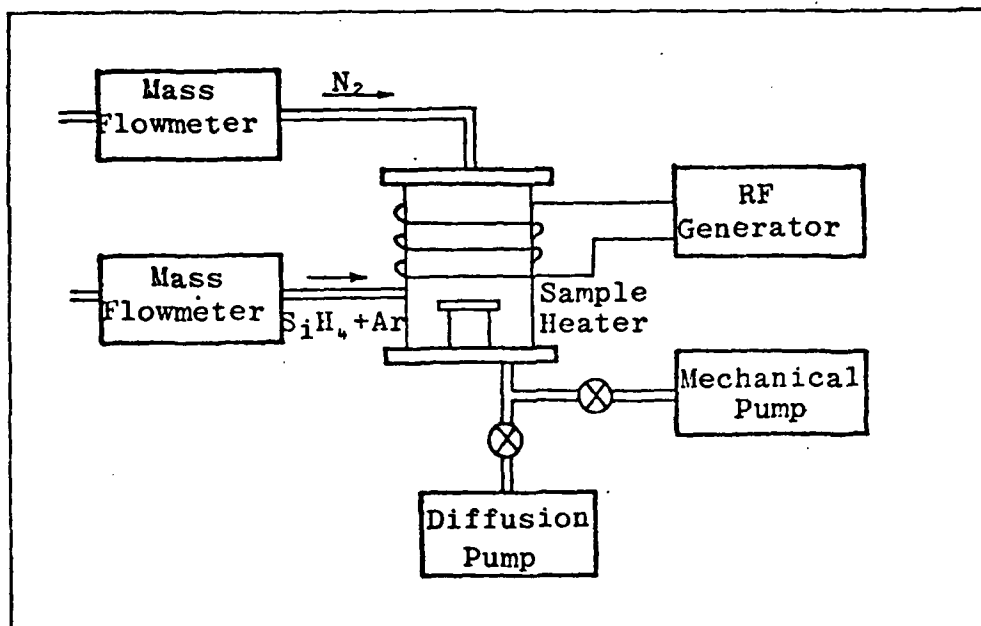 Mass
Flowmeter
N₂
RF
Generator
Mass
Flowmeter
SiH₄+Ar
Sample
Heater
Mechanical
Pump
Diffusion
Pump